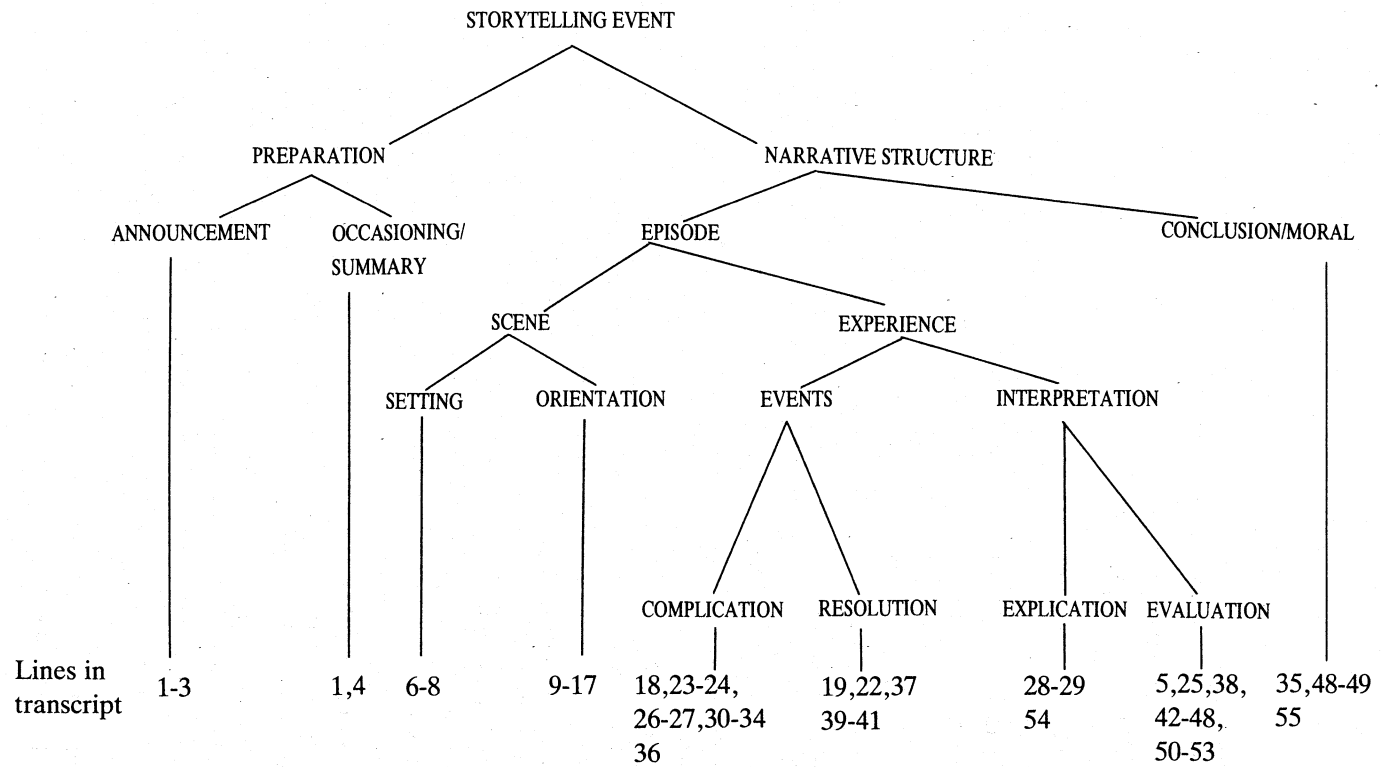 STORYTELLING EVENT
PREPARATION
NARRATIVE STRUCTURE
ANNOUNCEMENT
OCCASIONING/
SUMMARY
EPISODE
CONCLUSION/MORAL
SCENE
EXPERIENCE
SETTING
ORIENTATION
EVENTS
INTERPRETATION
COMPLICATION
RESOLUTION
EXPLICATION
EVALUATION
Lines in
transcript
1-3
1,4
6-8
9-17
18,23-24,
26-27,30-34
36
19,22,37
39-41
28-29
54
5,25,38,
42-48,
50-53
35,48-49
55